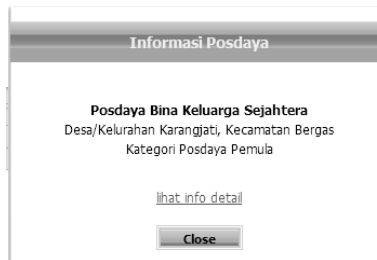 Informasi Posdaya
Posdaya Bina Keluarga Sejahtera
Desa/Kelurahan Karangjati, Kecamatan Bergas
Kategori Posdaya Pemula
lihat info detail
Close